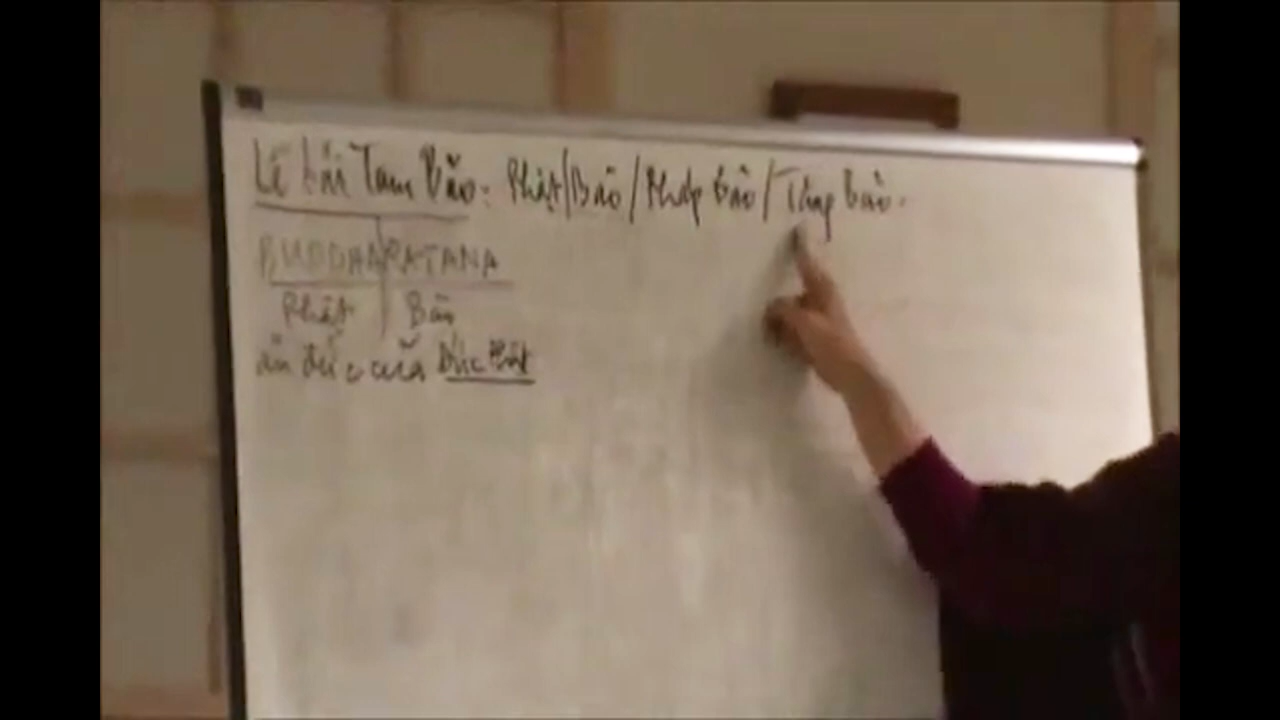 Lễ bái Tam Bảo: Phật/Bảo/Pháp bảo/Tăng bảo.
BUDDHARATANA
Phật Bảo
ân đức của Đức Phật